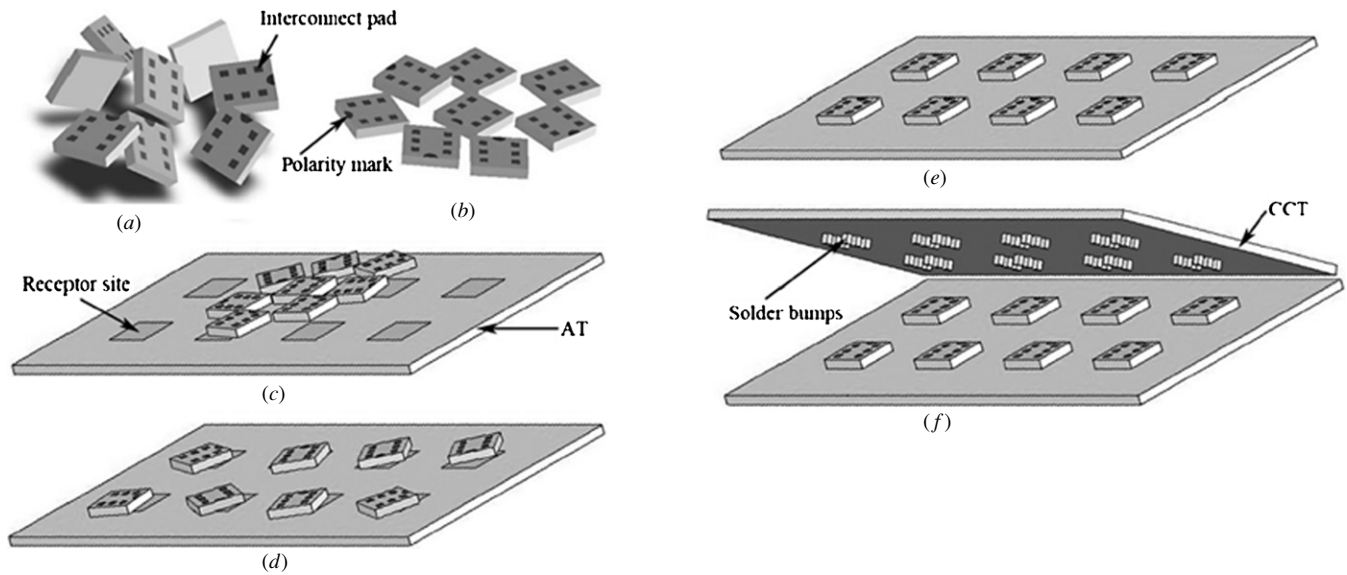 Interconnect pad
Polarity mark
(a)
(b)
Receptor site
AT
(c)
(d)
(e)
CCT
Solder bumps
(f)